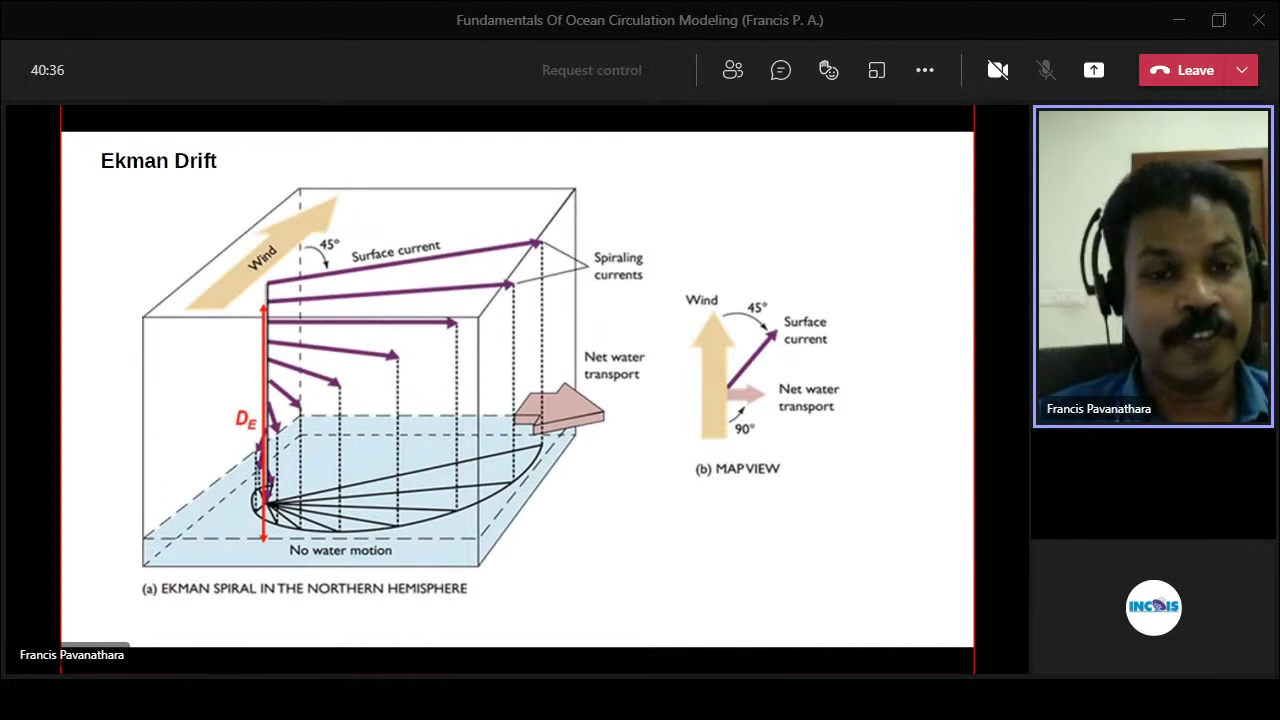 Fundamentals Of Ocean Circulation Modeling (Francis P. A.)
40:36
Request control
Leave
Ekman Drift
Wind
45°
Surface current
Spiraling
currents
Net water
transport
DE
No water motion
(a) EKMAN SPIRAL IN THE NORTHERN HEMISPHERE
Wind
45°
Surface
current
Net water
transport
90°
(b) MAP VIEW
Francis Pavanathara
INCOIS
Francis Pavanathara